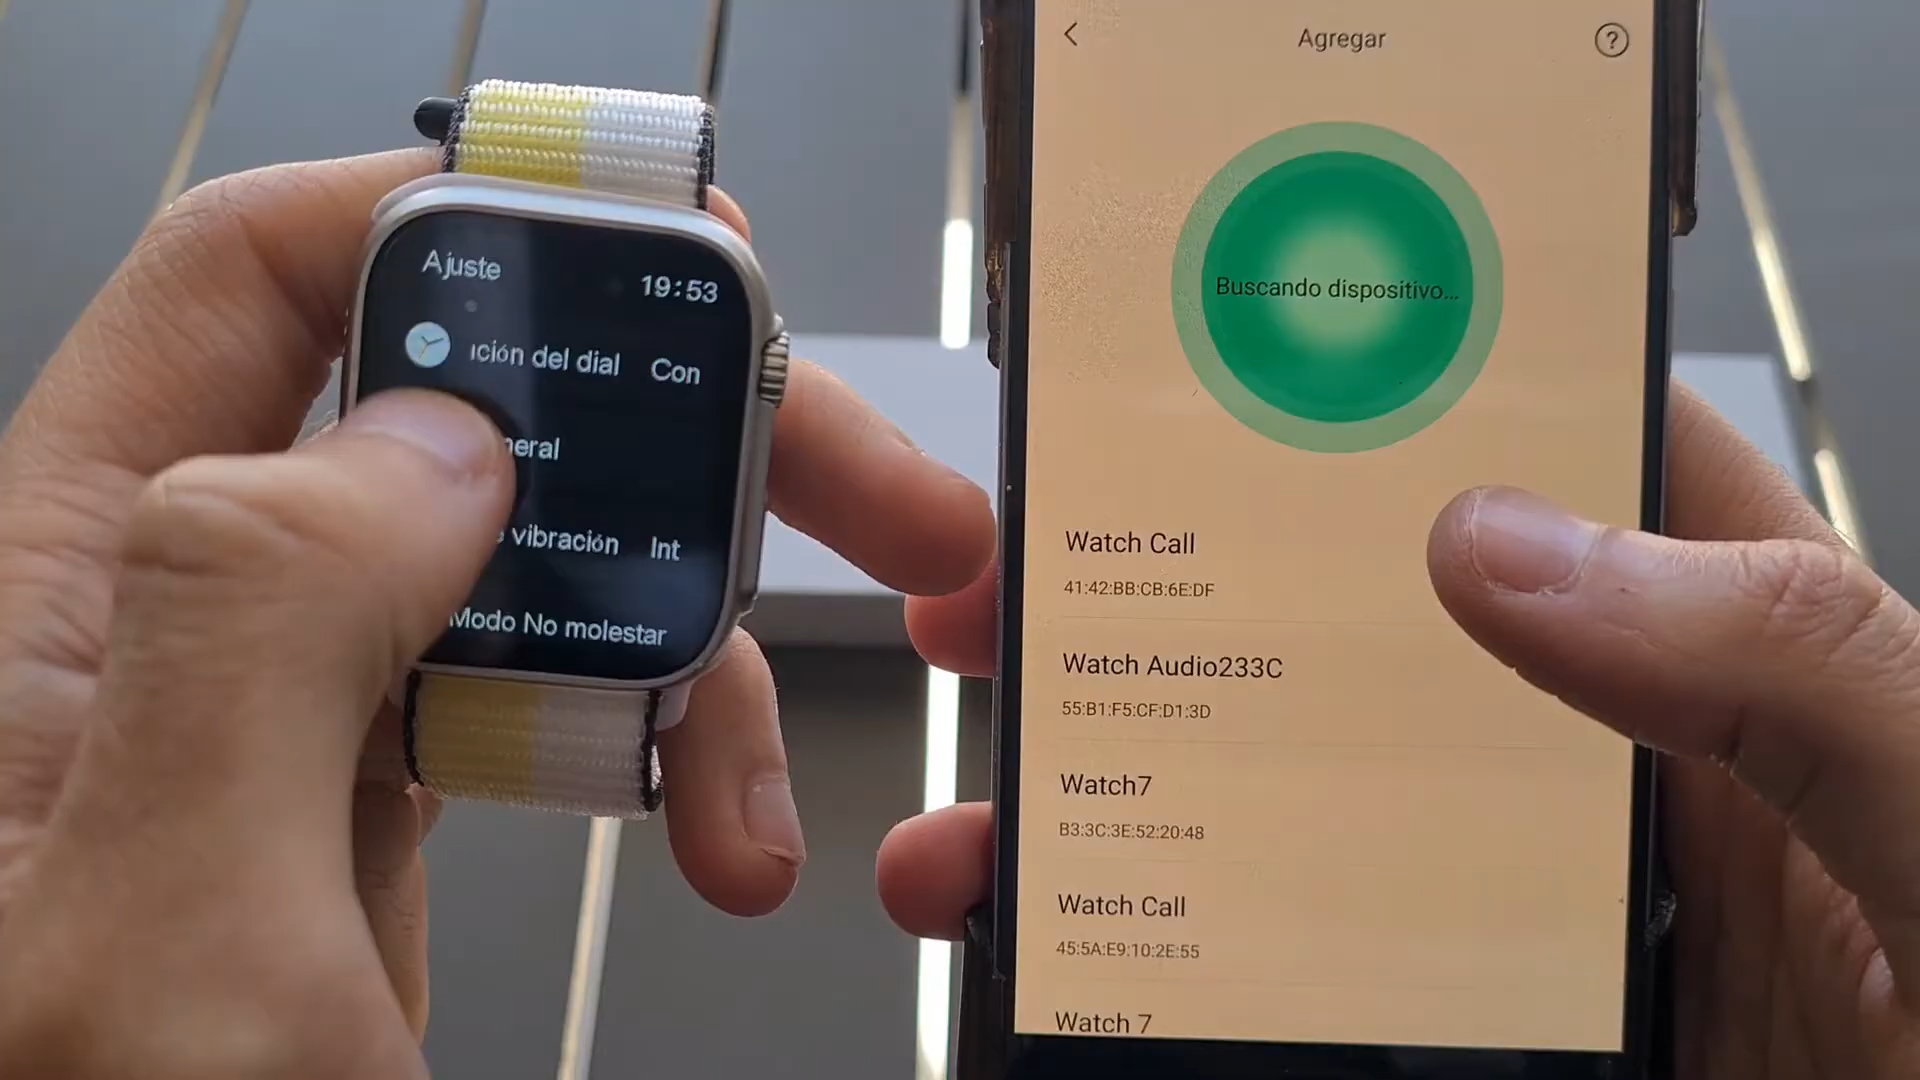 Ajuste
19:53
ición del dial Con
neral
vibración Int
Modo No molestar
Agregar
?
Buscando dispositivo...
Watch Call
41:42:BB:CB:6E:DF
Watch Audio233C
55:B1:F5:CF:D1:3D
Watch7
B3:3C:3E:52:20:48
Watch Call
45:5A:E9:10:2E:55
Watch 7